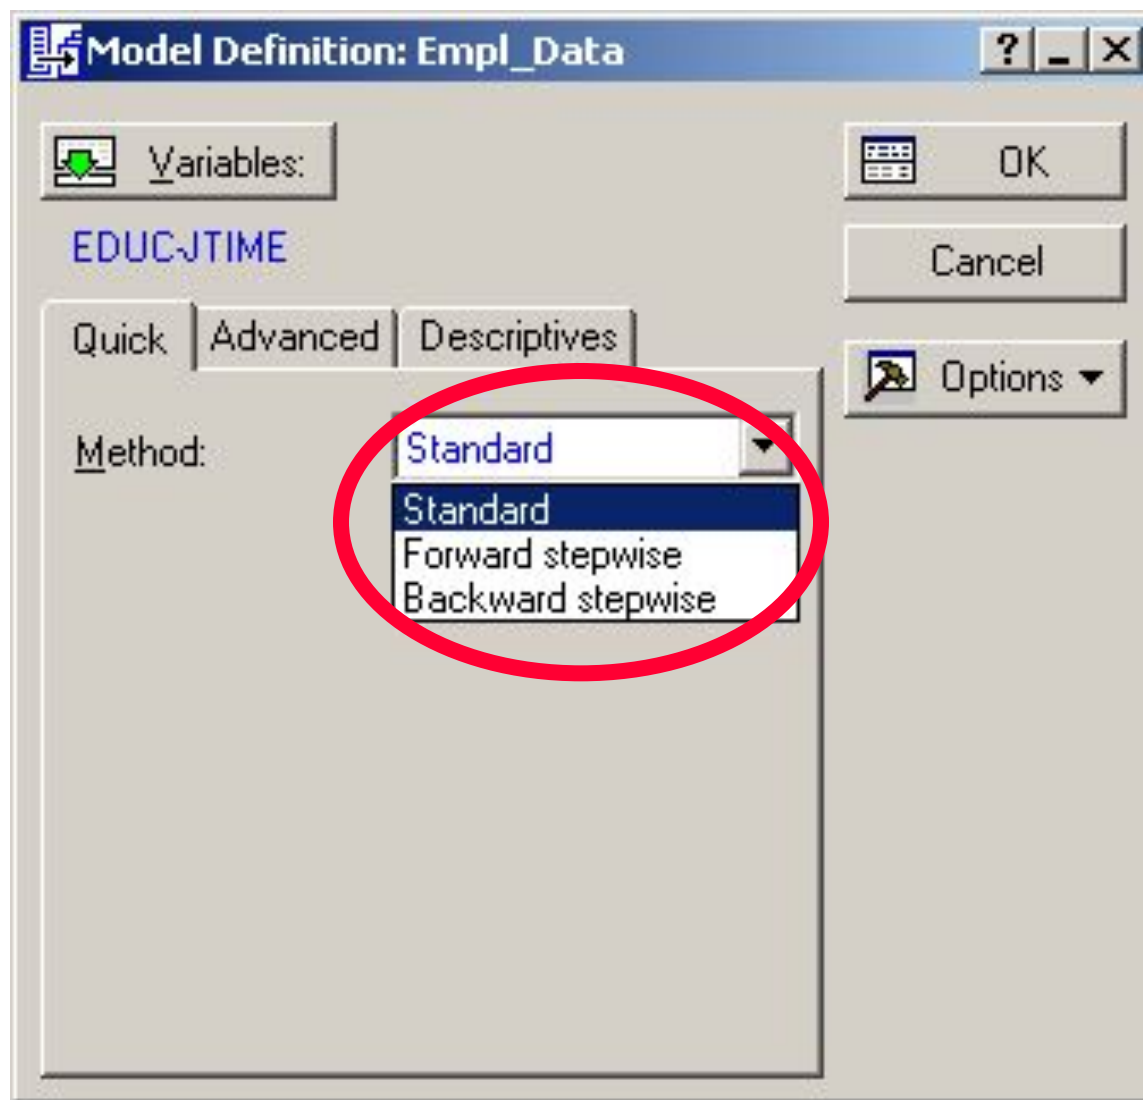 Model Definition: Empl_Data
Variables:
OK
EDUC-JTIME
Cancel
Quick Advanced Descriptives
Options
Method:
Standard
Standard
Forward stepwise
Backward stepwise